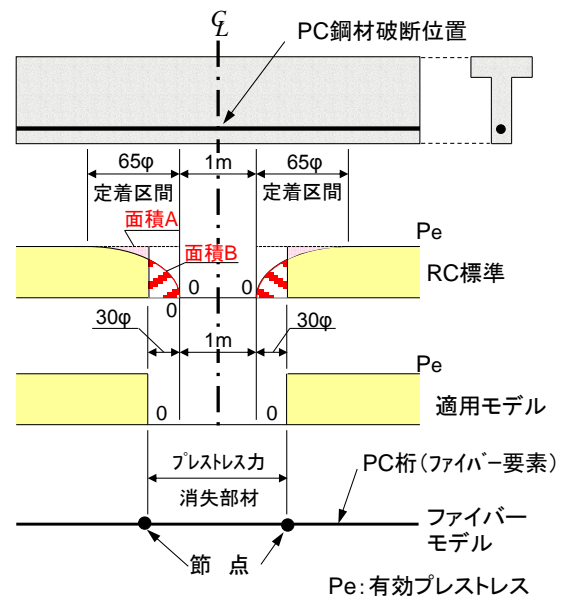 ℄
PC鋼材破断位置
65φ
1m
65φ
定着区間
定着区間
面積A
面積B
Pe
RC標準
0
0
0
30φ
1m
30φ
Pe
適用モデル
0
0
プレストレス力
消失部材
PC桁(ファイバー要素)
ファイバー
モデル
節 点
Pe:有効プレストレス